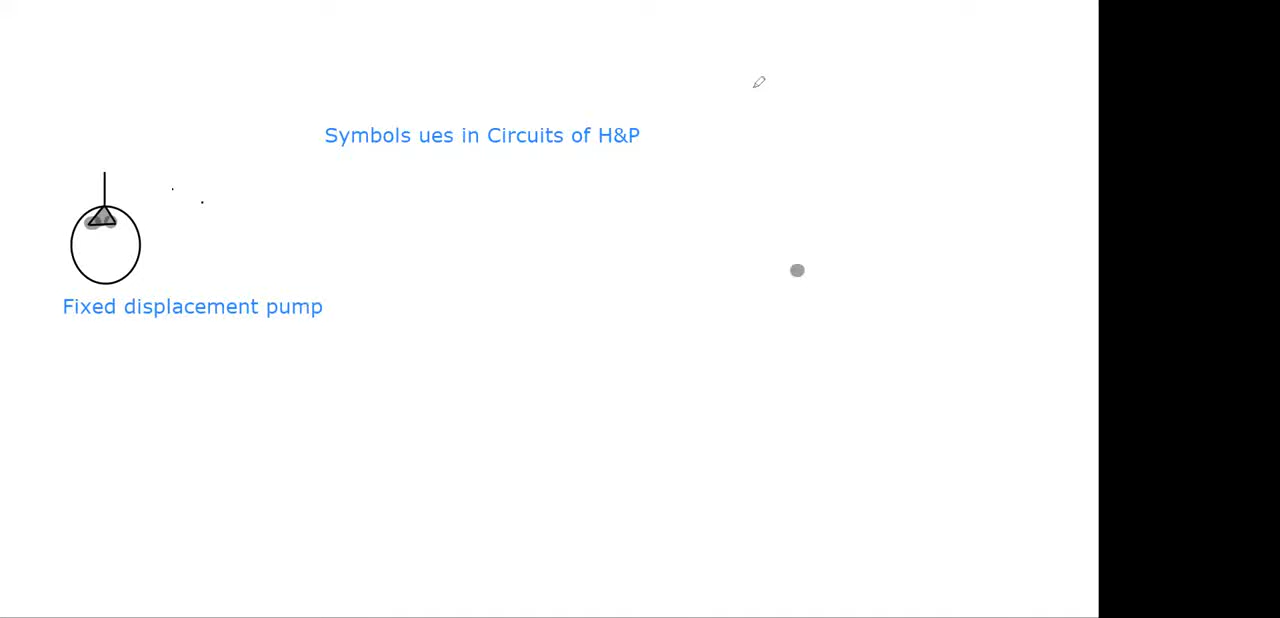 Symbols ues in Circuits of H&P
Fixed displacement pump